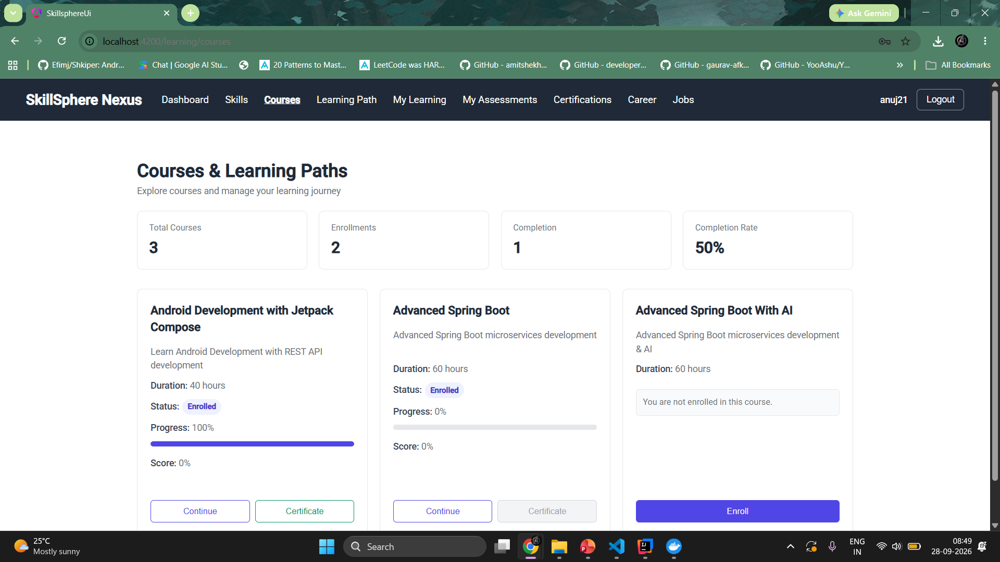 SkillsphereUi
Ask Gemini
localhost:4200/learning/courses
Efimj/Shkiper: Andr...
Chat | Google AI Stu...
20 Patterns to Mast...
LeetCode was HAR...
GitHub - amitshekh...
GitHub - developer...
GitHub - gaurav-afk...
GitHub - YooAshu/Y...
All Bookmarks
SkillSphere Nexus
Dashboard
Skills
Courses
Learning Path
My Learning
My Assessments
Certifications
Career
Jobs
anuj21
Logout
Courses & Learning Paths
Explore courses and manage your learning journey
Total Courses
3
Enrollments
2
Completion
1
Completion Rate
50%
Android Development with Jetpack
Compose
Learn Android Development with REST API
development
Duration: 40 hours
Status: Enrolled
Progress: 100%
Score: 0%
Continue
Certificate
Advanced Spring Boot
Advanced Spring Boot microservices development
Duration: 60 hours
Status: Enrolled
Progress: 0%
Score: 0%
Continue
Certificate
Advanced Spring Boot With AI
Advanced Spring Boot microservices development
& AI
Duration: 60 hours
You are not enrolled in this course.
Enroll
25°C
Mostly sunny
Search
ENG
IN
08:49
28-09-2026